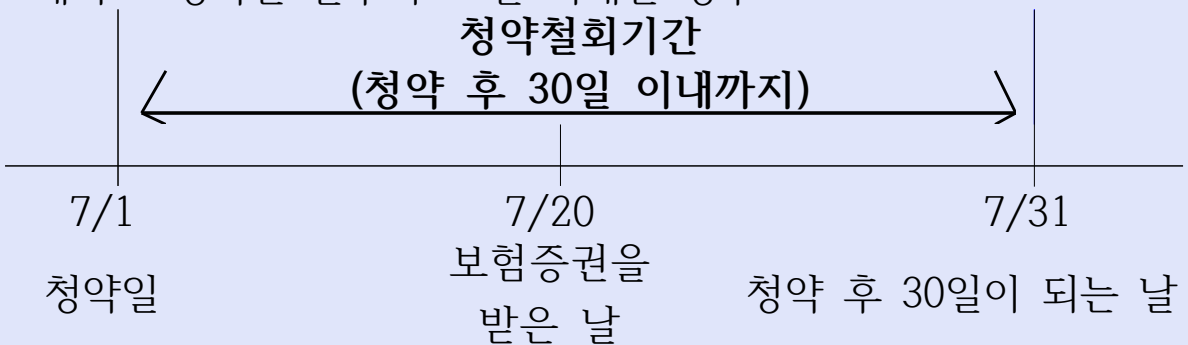 청약철회기간
(청약 후 30일 이내까지)
7/1
7/20
7/31
청약일
보험증권을
받은 날
청약 후 30일이 되는 날